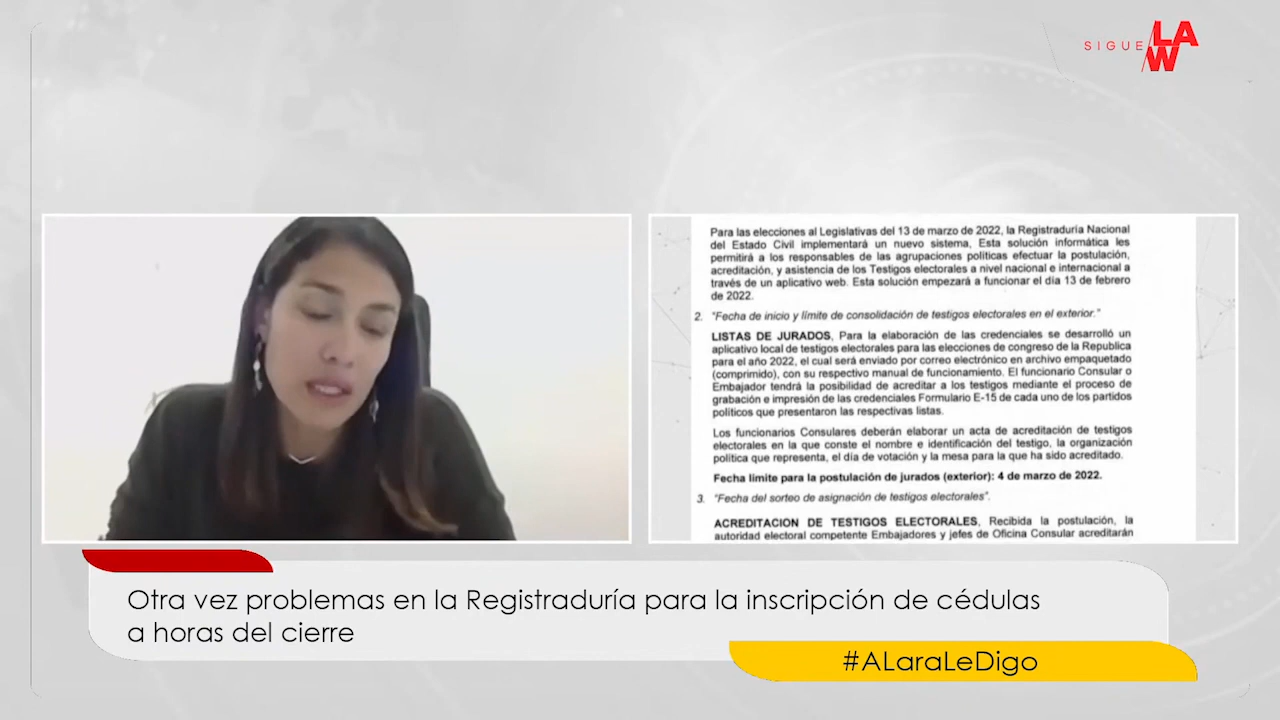 SIGUE LA W
Para las elecciones al Legislativas del 13 de marzo de 2022, la Registraduría Nacional
del Estado Civil implementará un nuevo sistema, Esta solución informática les
permitirá a los responsables de las agrupaciones políticas efectuar la postulación,
acreditación, y asistencia de los Testigos electorales a nivel nacional e internacional a
través de un aplicativo web. Esta solución empezará a funcionar el día 13 de febrero
de 2022.
2. "Fecha de inicio y límite de consolidación de testigos electorales en el exterior."
LISTAS DE JURADOS, Para la elaboración de las credenciales se desarrolló un
aplicativo local de testigos electorales para las elecciones de congreso de la Republica
para el año 2022, el cual será enviado por correo electrónico en archivo empaquetado
(comprimido), con su respectivo manual de funcionamiento. El funcionario Consular o
Embajador tendrá la posibilidad de acreditar a los testigos mediante el proceso de
grabación e impresión de las credenciales Formulario E-15 de cada uno de los partidos
políticos que presentaron las respectivas listas.
Los funcionarios Consulares deberán elaborar un acta de acreditación de testigos
electorales en la que conste el nombre e identificación del testigo, la organización
política que representa, el día de votación y la mesa para la que ha sido acreditado.
Fecha límite para la postulación de jurados (exterior): 4 de marzo de 2022.
3. "Fecha del sorteo de asignación de testigos electorales".
ACREDITACION DE TESTIGOS ELECTORALES, Recibida la postulación, la
autoridad electoral competente Embajadores y jefes de Oficina Consular acreditarán
Otra vez problemas en la Registraduría para la inscripción de cédulas
a horas del cierre
#ALaraLeDigo